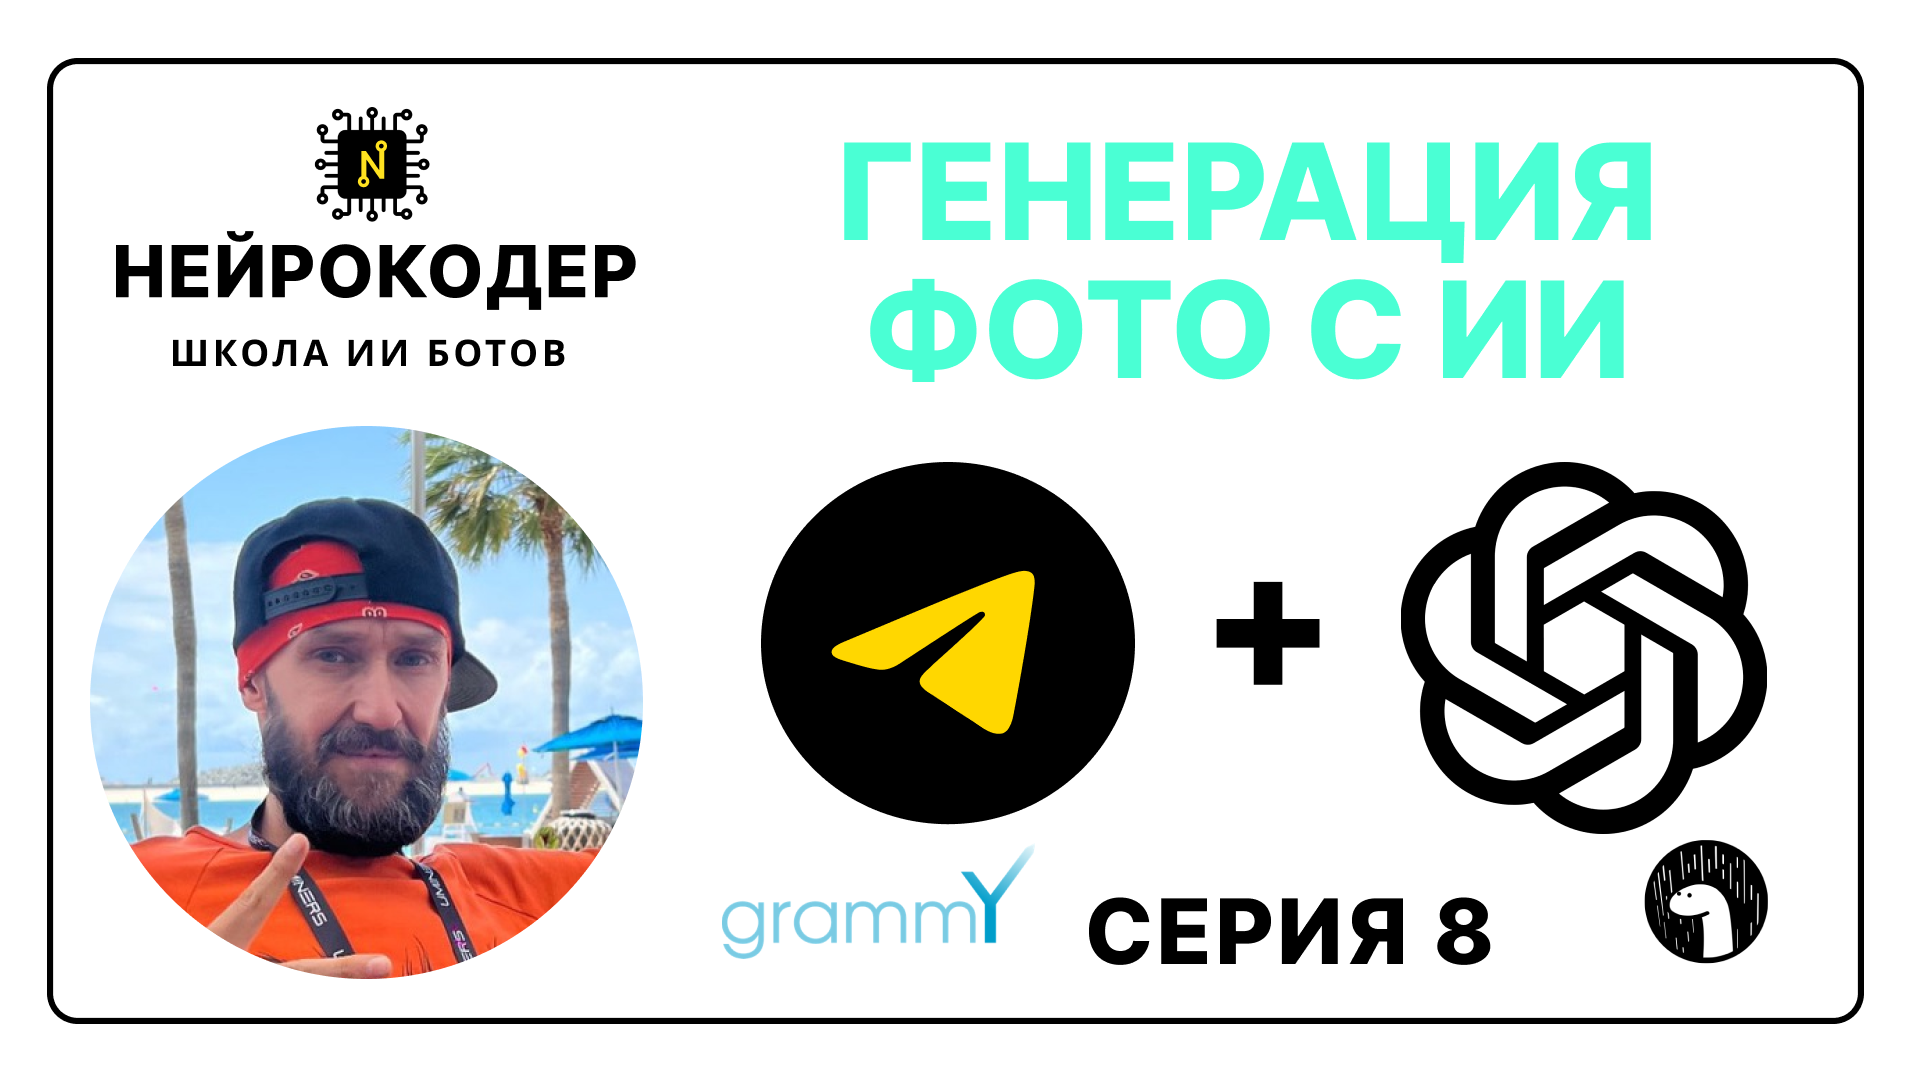 N
НЕЙРОКОДЕР
ШКОЛА ИИ БОТОВ
ГЕНЕРАЦИЯ
ФОТО С ИИ
grammY
СЕРИЯ 8